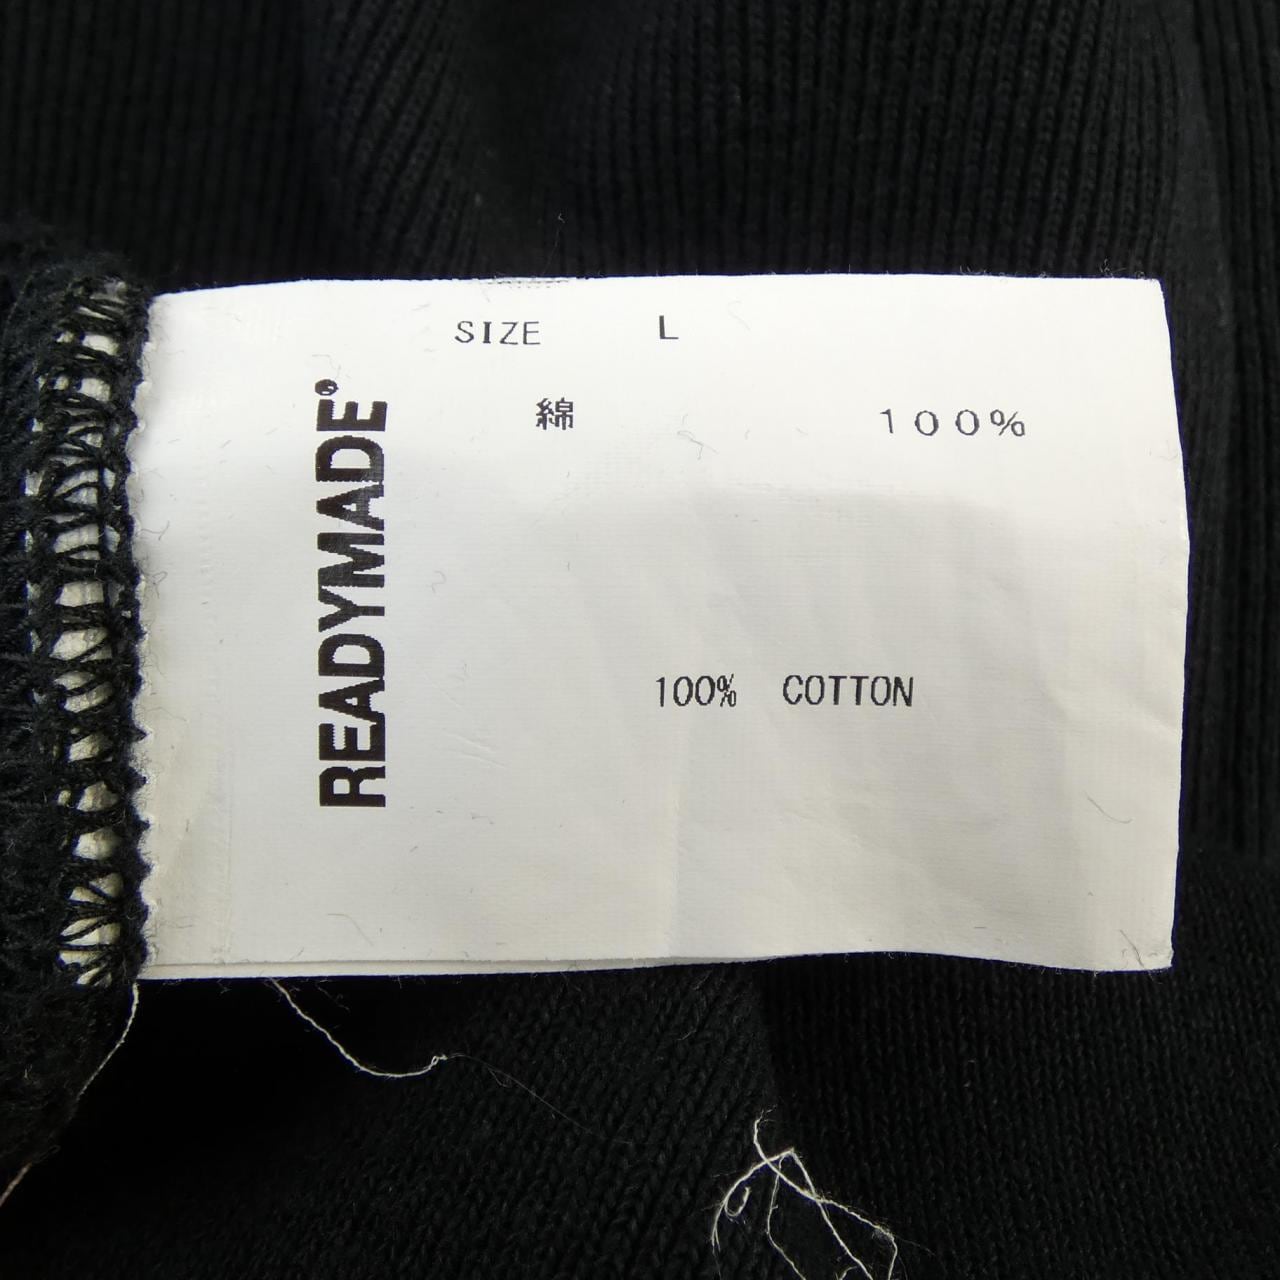 SIZE L
綿 100%
READYMADE®
100% COTTON